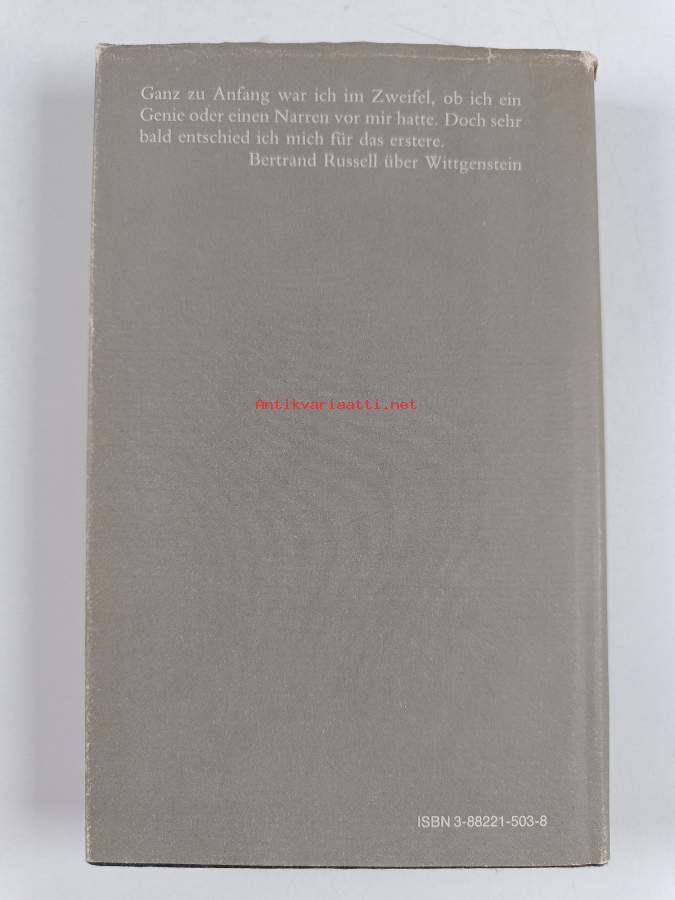 Ganz zu Anfang war ich im Zweifel, ob ich ein
Genie oder einen Narren vor mir hatte. Doch sehr
bald entschied ich mich für das erstere.
Bertrand Russell über Wittgenstein
Antikvariaatti.net
ISBN 3-88221-503-8